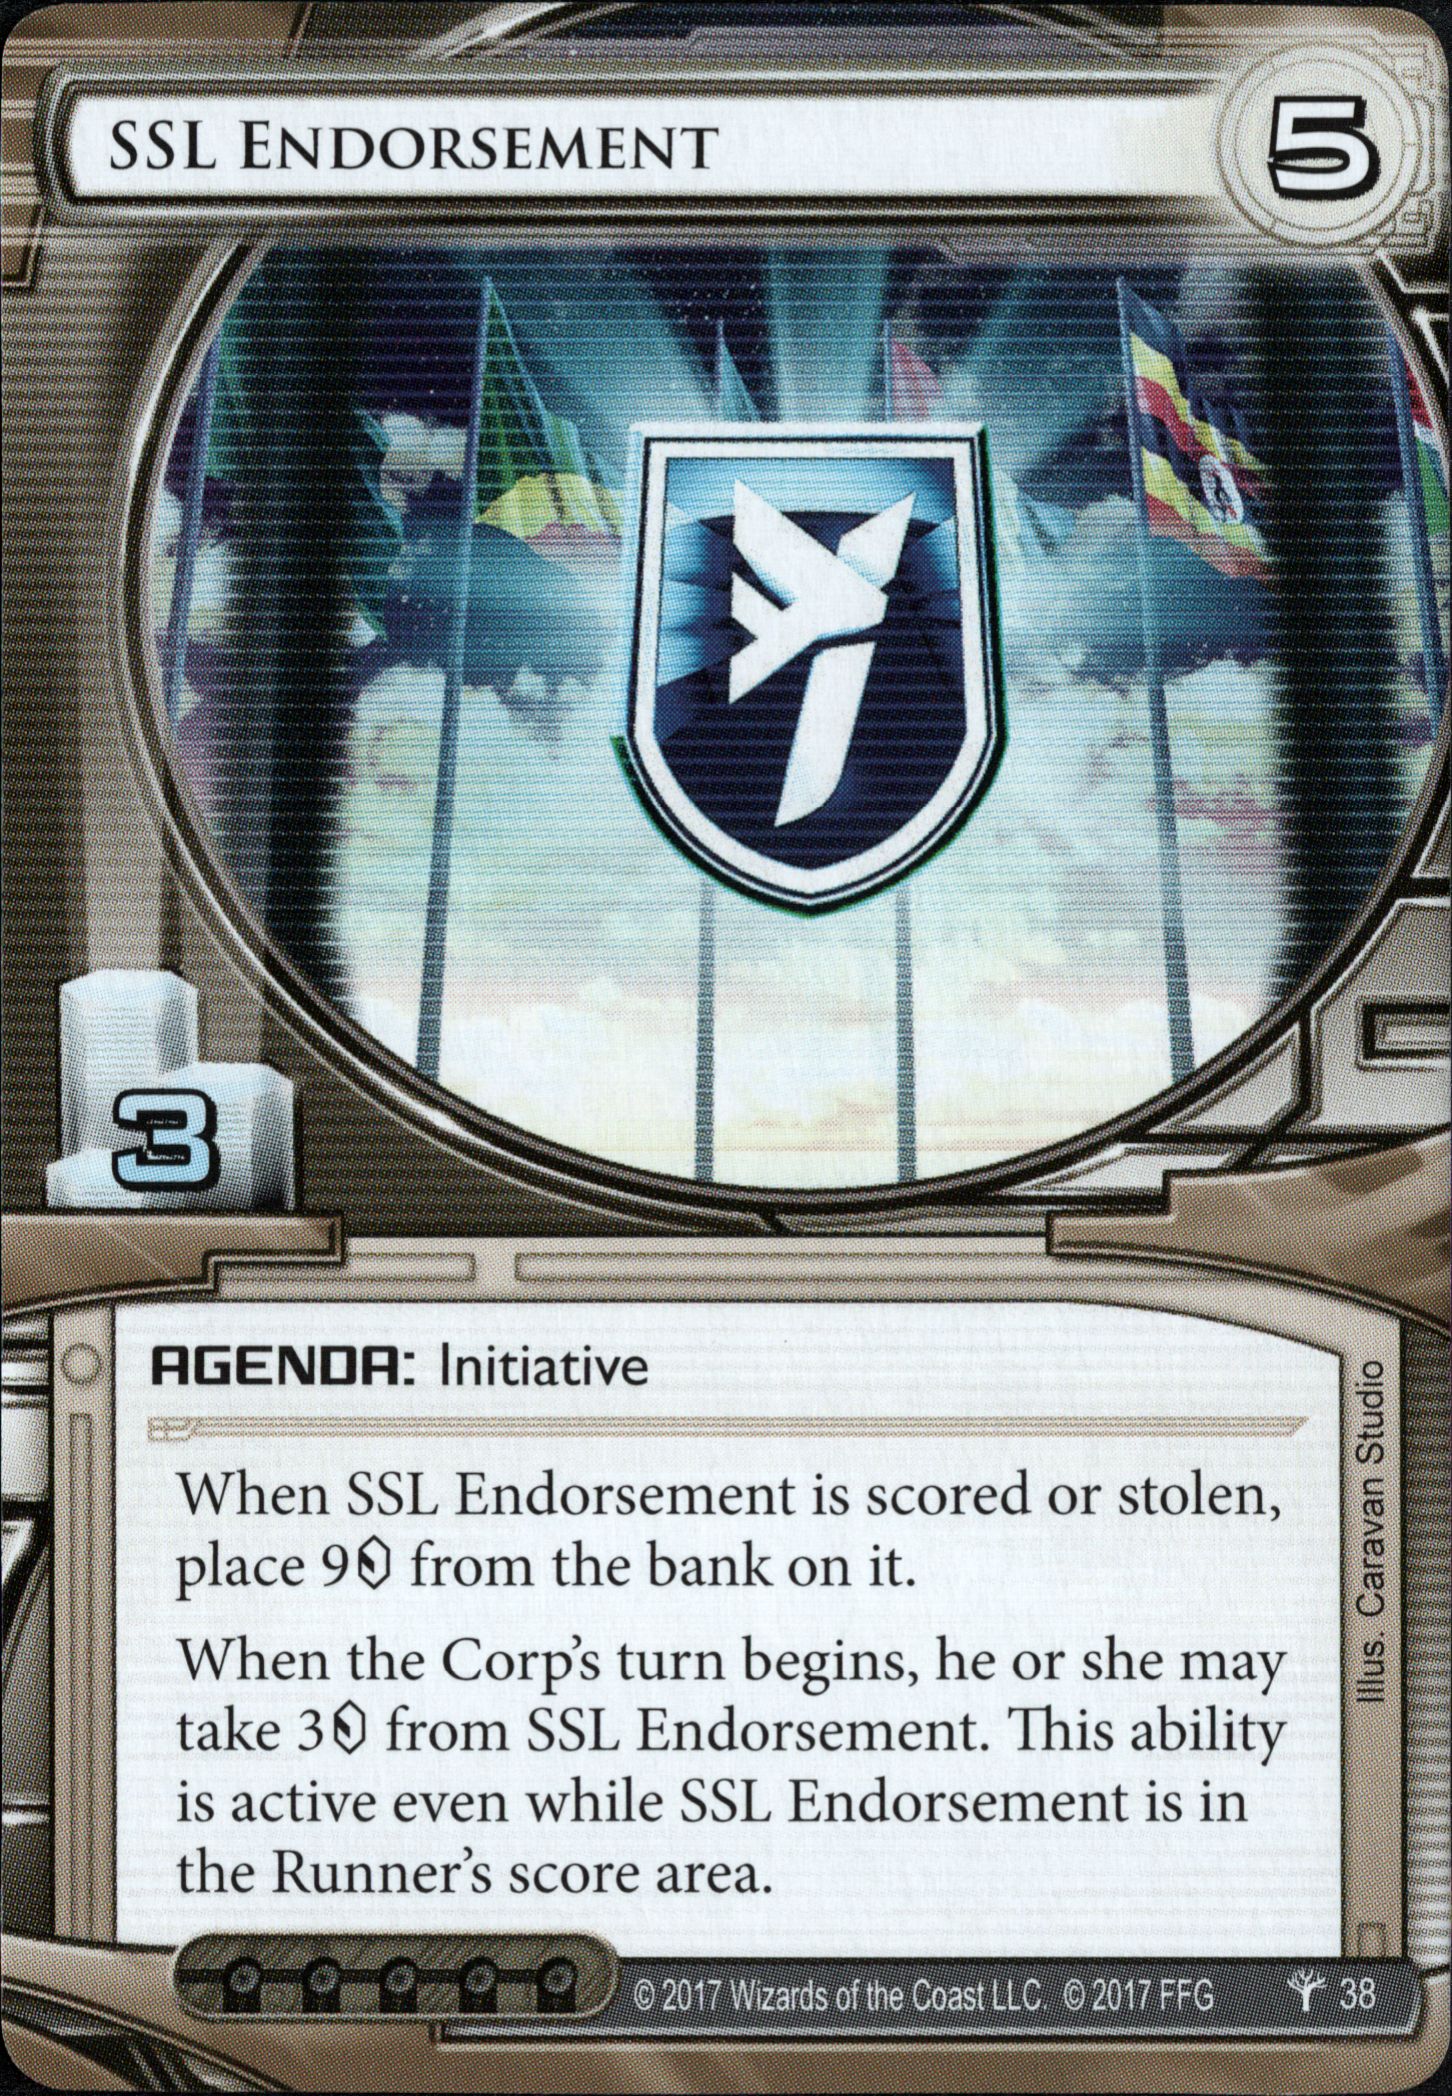 SSL ENDORSEMENT
5
3
AGENDA: Initiative
When SSL Endorsement is scored or stolen,
place 9 from the bank on it.
When the Corp's turn begins, he or she may
take 3 from SSL Endorsement. This ability
is active even while SSL Endorsement is in
the Runner's score area.
Illus. Caravan Studio
© 2017 Wizards of the Coast LLC. © 2017 FFG
38